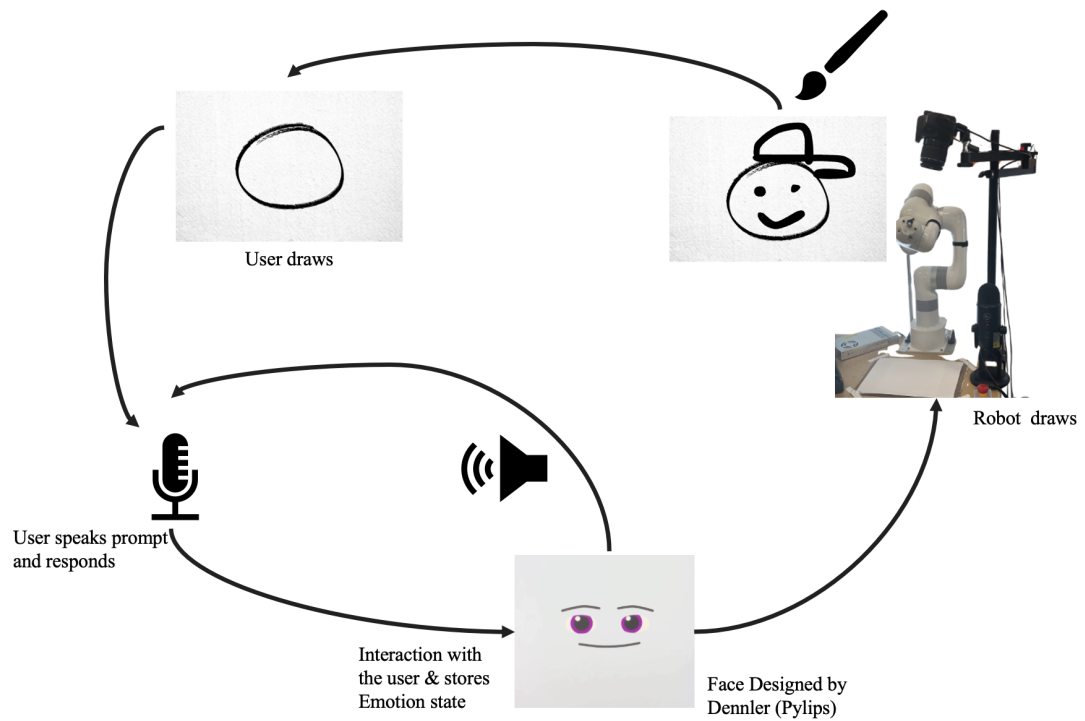 User draws
Robot draws
User speaks prompt
and responds
Interaction with
the user & stores
Emotion state
Face Designed by
Dennler (Pylips)